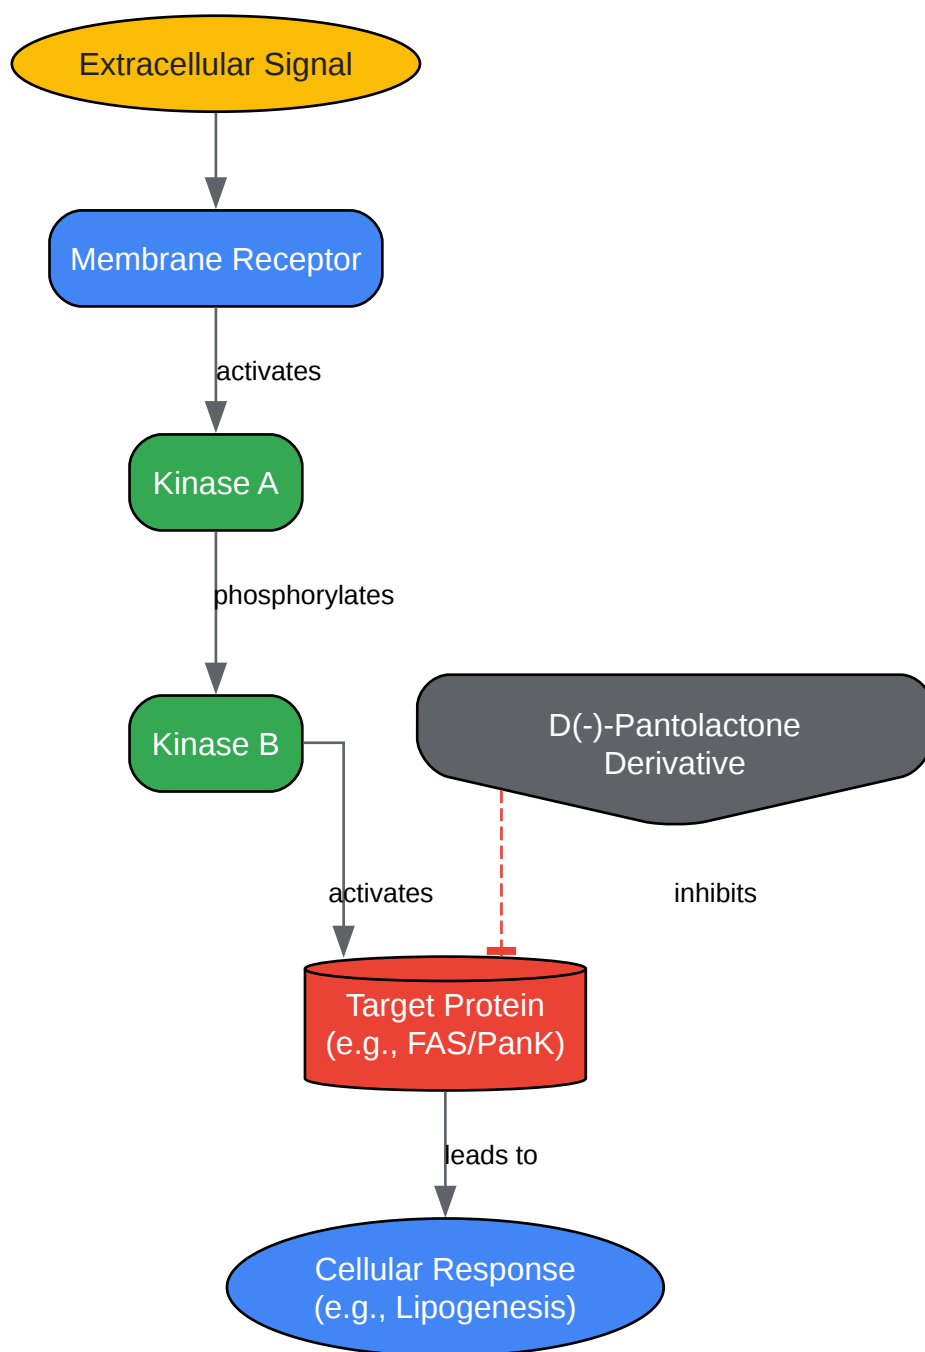 Extracellular Signal
Membrane Receptor
activates
Kinase A
phosphorylates
Kinase B
D(-)-Pantolactone
Derivative
activates
inhibits
Target Protein
(e.g., FAS/PanK)
leads to
Cellular Response
(e.g., Lipogenesis)